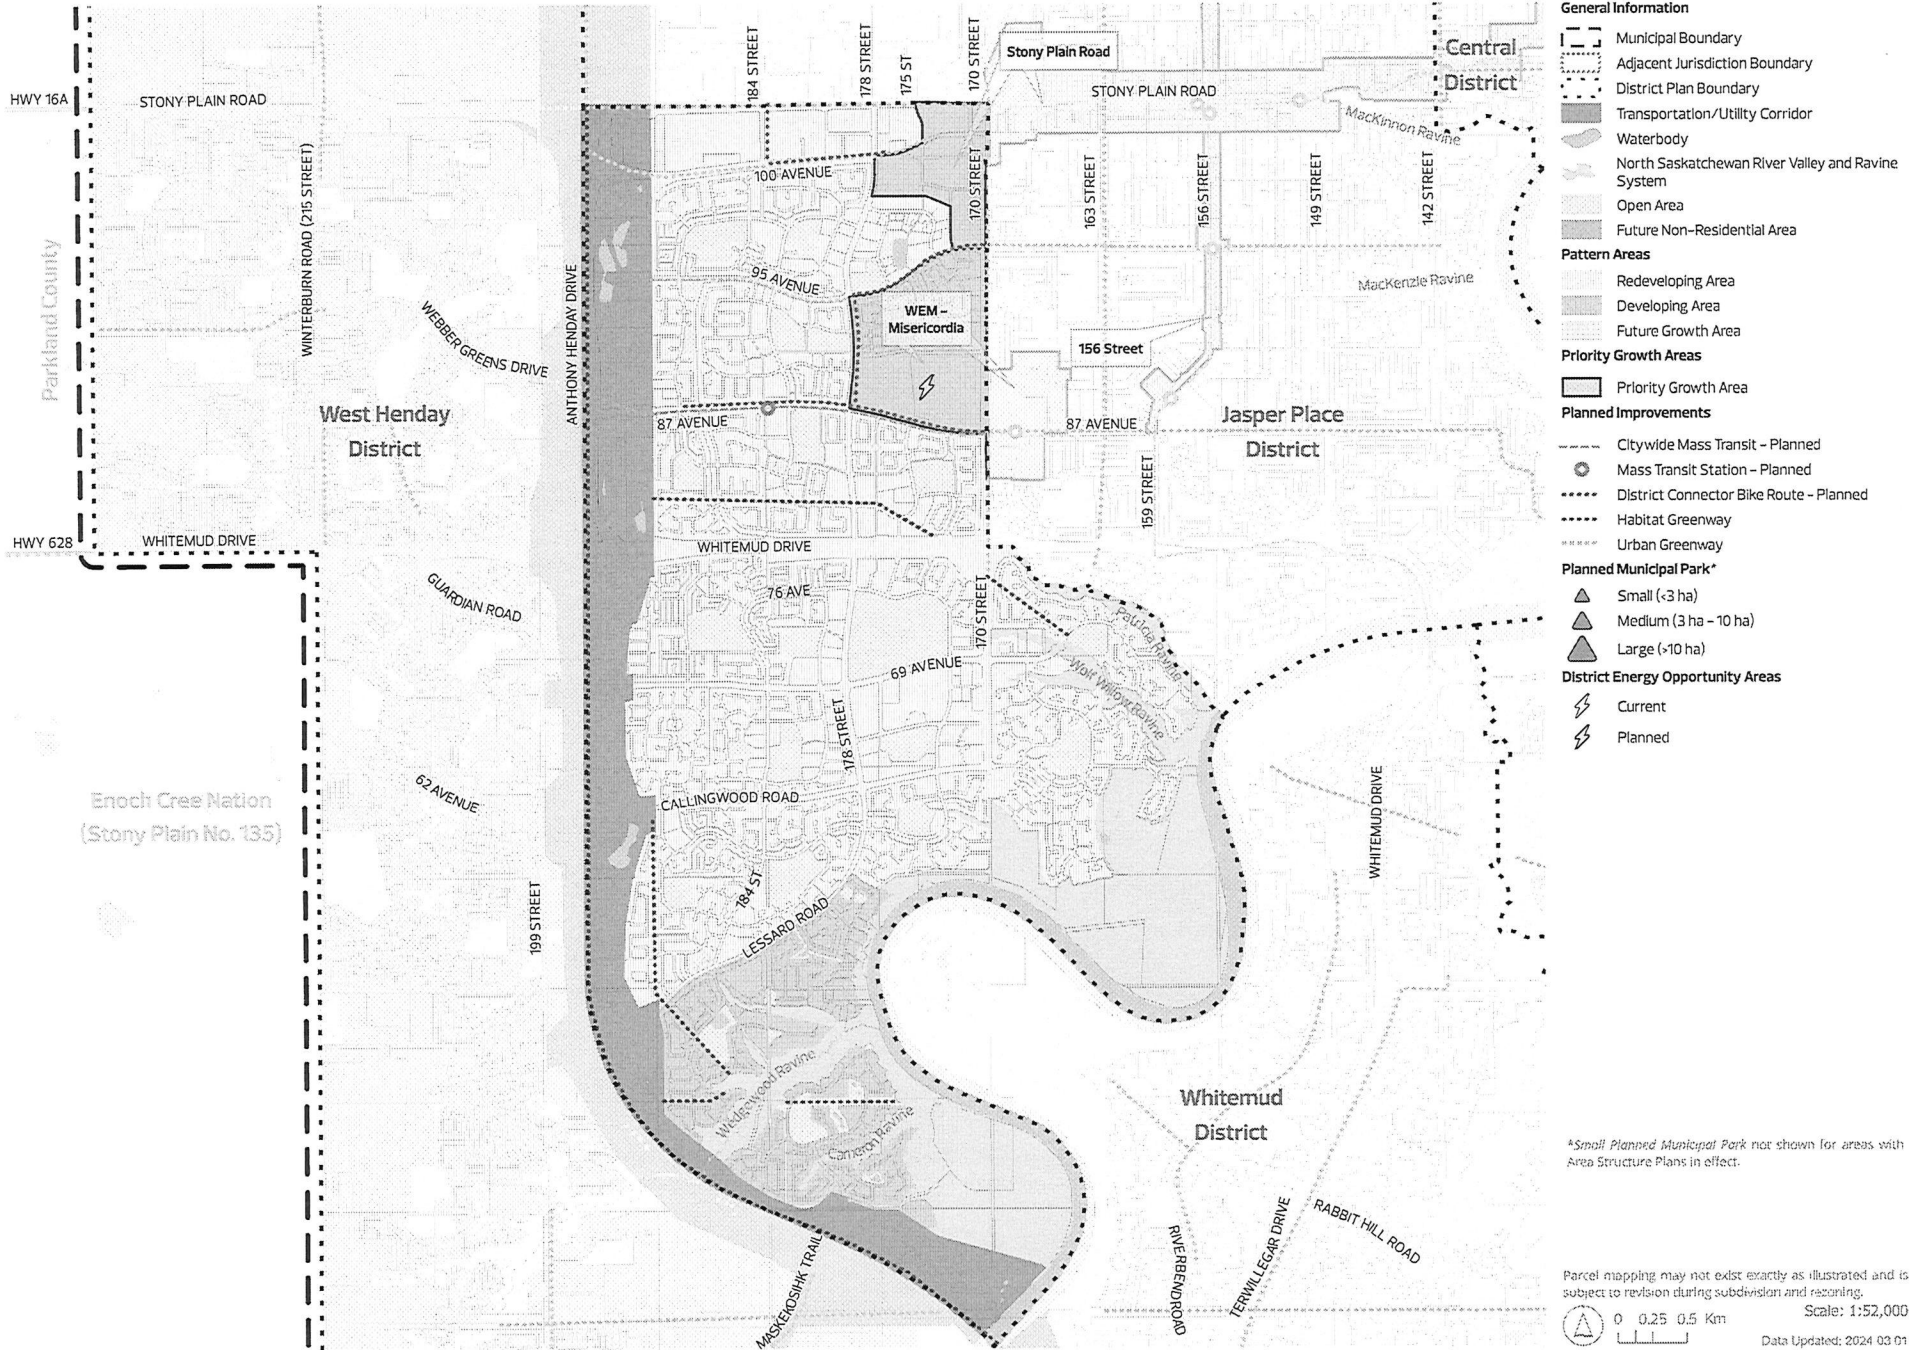 184 STREET
178 STREET
175 ST
170 STREET
Stony Plain Road
Central
District
HWY 16A
STONY PLAIN ROAD
STONY PLAIN ROAD
MacKinnon Ravine
100 AVENUE
170 STREET
163 STREET
156 STREET
149 STREET
142 STREET
WINTERBURN ROAD (215 STREET)
Parkland County
ANTHONY HENDAY DRIVE
95 AVENUE
MacKenzie Ravine
WEBBER GREENS DRIVE
WEM –
Misericordia
156 Street
West Henday
District
87 AVENUE
87 AVENUE
Jasper Place
District
159 STREET
HWY 628
WHITEMUD DRIVE
WHITEMUD DRIVE
GUARDIAN ROAD
76 AVE
170 STREET
Patricia Ravine
69 AVENUE
Wolf Willow Ravine
178 STREET
62 AVENUE
CALLINGWOOD ROAD
WHITEMUD DRIVE
Enoch Cree Nation
(Stony Plain No. 135)
184 ST
199 STREET
LESSARD ROAD
Wedgewood Ravine
Cameron Ravine
Whitemud
District
MASKEKOSIHK TRAIL
RIVERBEND ROAD
TERWILLEGAR DRIVE
RABBIT HILL ROAD
General Information
Municipal Boundary
Adjacent Jurisdiction Boundary
District Plan Boundary
Transportation/Utility Corridor
Waterbody
North Saskatchewan River Valley and Ravine
System
Open Area
Future Non-Residential Area
Pattern Areas
Redeveloping Area
Developing Area
Future Growth Area
Priority Growth Areas
Priority Growth Area
Planned Improvements
Citywide Mass Transit - Planned
Mass Transit Station - Planned
District Connector Bike Route - Planned
Habitat Greenway
Urban Greenway
Planned Municipal Park*
Small (<3 ha)
Medium (3 ha - 10 ha)
Large (>10 ha)
District Energy Opportunity Areas
Current
Planned
*Small Planned Municipal Park not shown for areas with
Area Structure Plans in effect.
Parcel mapping may not exist exactly as illustrated and is
subject to revision during subdivision and rezoning.
0 0.25 0.5 Km
Scale: 1:52,000
Data Updated: 2024 03 01